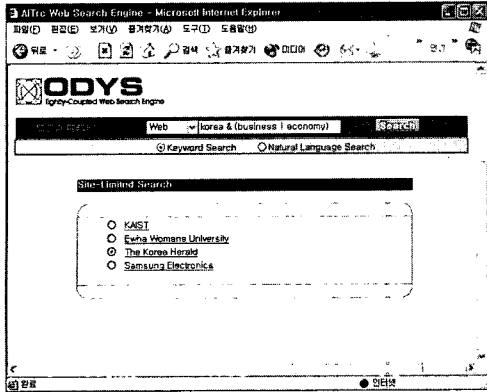 AITrc Web Search Engine - Microsoft Internet Explorer
파일(F) 편집(E) 보기(V) 즐겨찾기(A) 도구(T) 도움말(H)
뒤로 검색 즐겨찾기 미디어
ODYS
Tightly-Coupled Web Search Engine
Web korea & (business | economy) Search
Keyword Search Natural Language Search
Site-Limited Search
KAIST
Ewha Womans University
The Korea Herald
Samsung Electronics
완료 인터넷